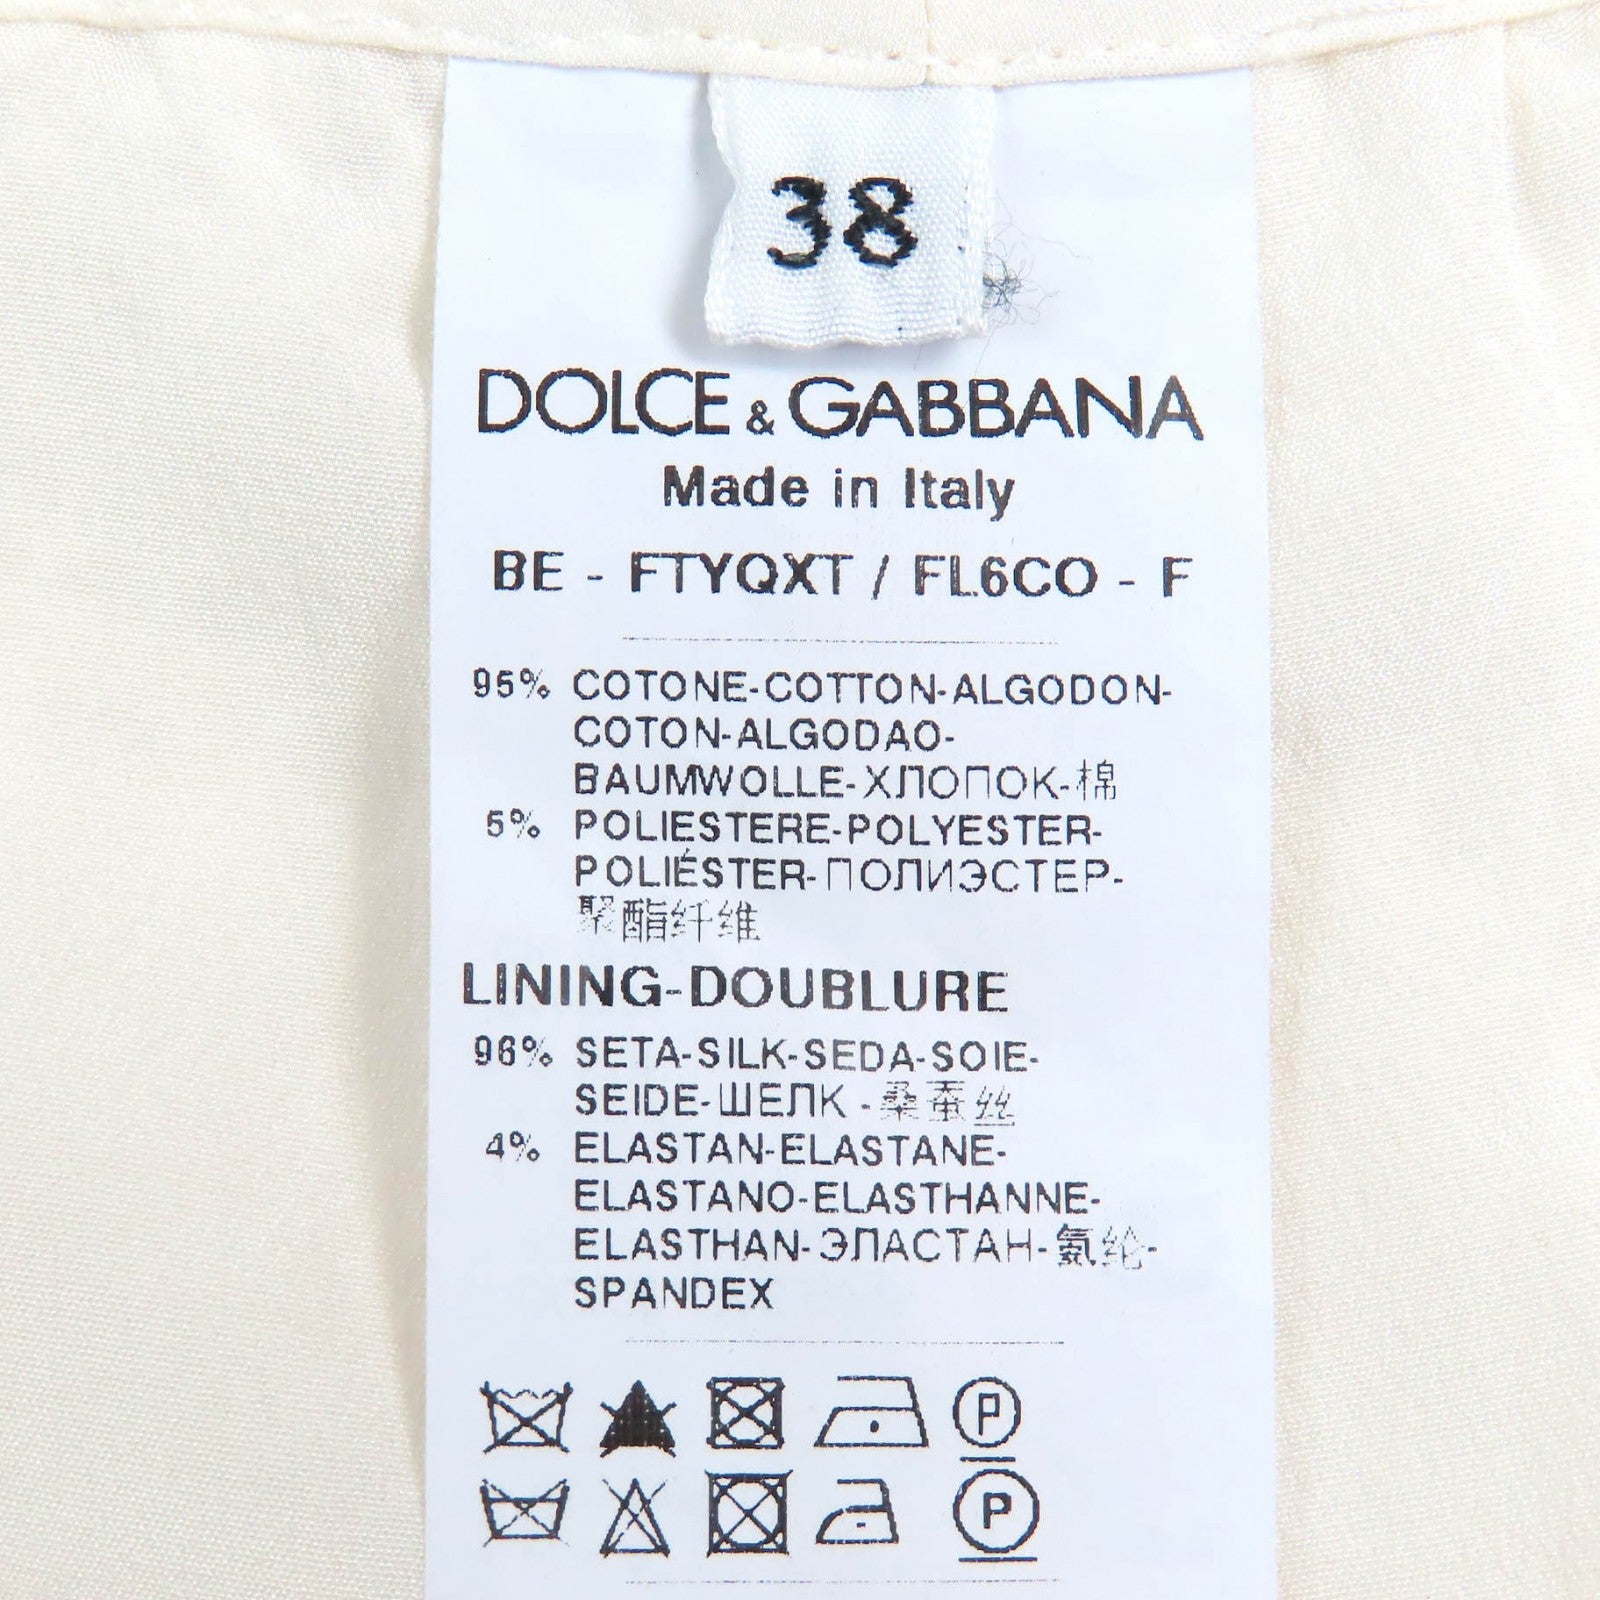 38
DOLCE & GABBANA
Made in Italy
BE - FTYQXT / FL6CO - F
95% COTONE-COTTON-ALGODON-
COTON-ALGODAO-
BAUMWOLLE-ХЛОПОК-棉
5% POLIESTERE-POLYESTER-
POLIÉSTER-ПОЛИЭСТЕР-
聚酯纤维
LINING-DOUBLURE
96% SETA-SILK-SEDA-SOIE-
SEIDE-ШЕЛК-桑蚕丝
4% ELASTAN-ELASTANE-
ELASTANO-ELASTHANNE-
ELASTHAN-ЭЛАСТАН-氨纶-
SPANDEX
P
P